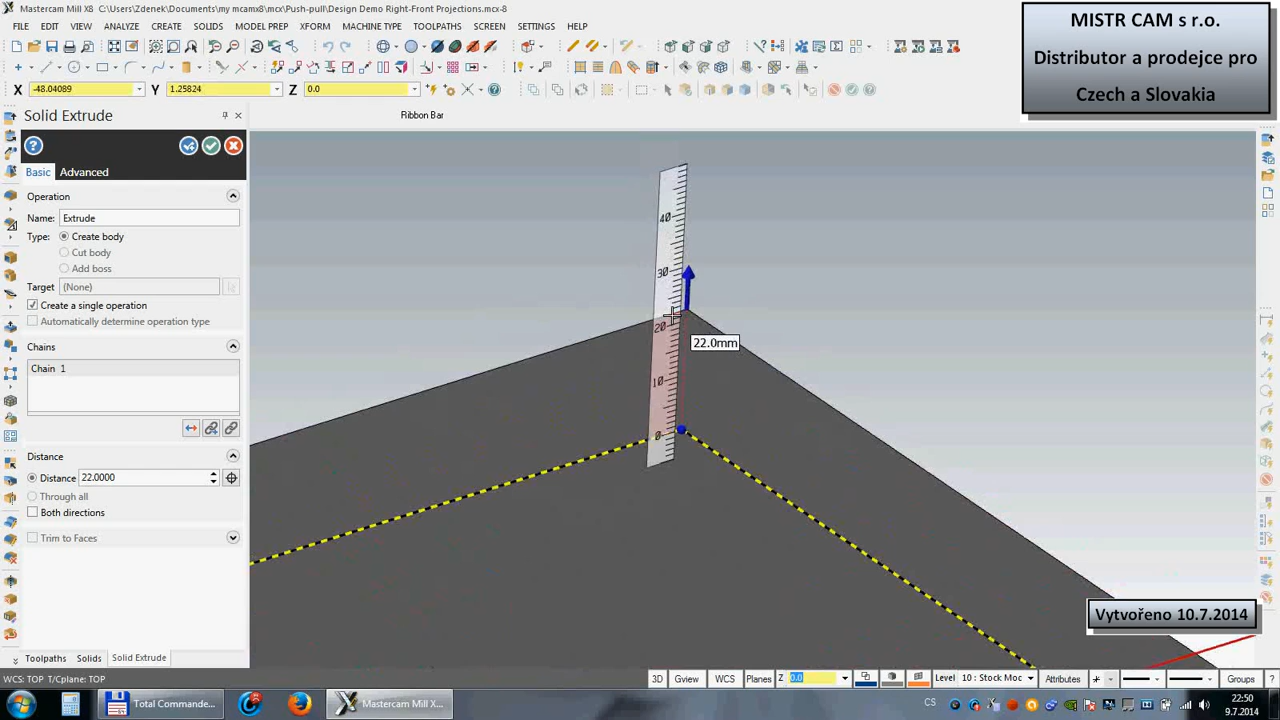 Mastercam Mill X8 C:\Users\Zdenek\Documents\my mcamx8\mcx\Push-pull\Design Demo Right-Front Projections.mcx-8
FILE EDIT VIEW ANALYZE CREATE SOLIDS MODEL PREP XFORM MACHINE TYPE TOOLPATHS SCREEN SETTINGS HELP
MISTR CAM s r.o.
Distributor a prodejce pro
Czech a Slovakia
X -48.04089 Y 1.25824 Z 0.0
Solid Extrude
Ribbon Bar
Basic Advanced
Operation
Name: Extrude
Type: Create body
Cut body
Add boss
Target (None)
Create a single operation
Automatically determine operation type
Chains
Chain 1
Distance
Distance 22.0000
Through all
Both directions
Trim to Faces
40
30
20
22.0mm
10
0
Vytvořeno 10.7.2014
Toolpaths Solids Solid Extrude
WCS: TOP T/Cplane: TOP
3D Gview WCS Planes Z 0.0 Level 10 : Stock Moc Attributes Groups ?
Total Commande...
Mastercam Mill X...
CS
22:50
9.7.2014